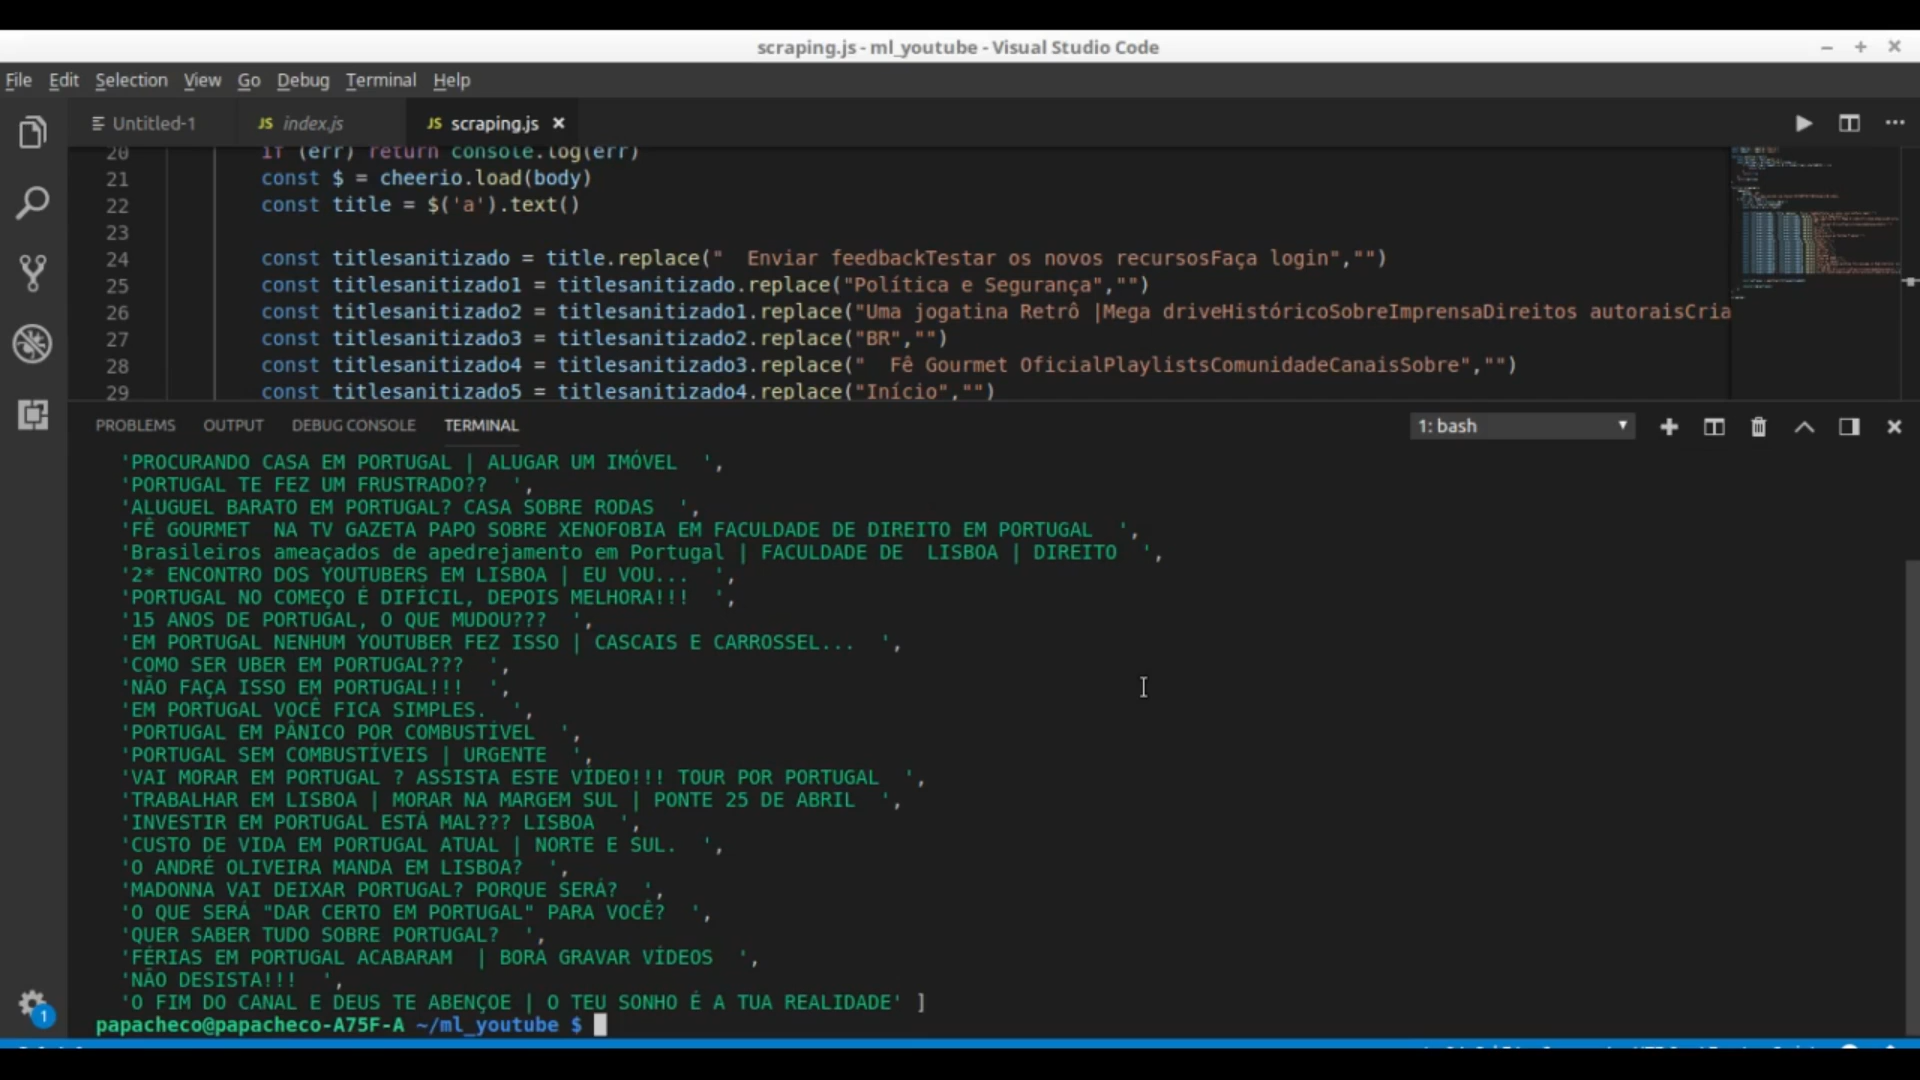 scraping.js - ml_youtube - Visual Studio Code
File Edit Selection View Go Debug Terminal Help
Untitled-1 JS index.js JS scraping.js
20 if (err) return console.log(err)
21 const $ = cheerio.load(body)
22 const title = $('a').text()
23
24 const titlesanitizado = title.replace("  Enviar feedbackTestar os novos recursosFaça login","")
25 const titlesanitizado1 = titlesanitizado.replace("Política e Segurança","")
26 const titlesanitizado2 = titlesanitizado1.replace("Uma jogatina Retrô |Mega driveHistóricoSobreImprensaDireitos autoraisCria
27 const titlesanitizado3 = titlesanitizado2.replace("BR","")
28 const titlesanitizado4 = titlesanitizado3.replace("  Fê Gourmet OficialPlaylistsComunidadeCanaisSobre","")
29 const titlesanitizado5 = titlesanitizado4.replace("Início","")
PROBLEMS OUTPUT DEBUG CONSOLE TERMINAL 1: bash
'PROCURANDO CASA EM PORTUGAL | ALUGAR UM IMÓVEL  ',
'PORTUGAL TE FEZ UM FRUSTRADO??  ',
'ALUGUEL BARATO EM PORTUGAL? CASA SOBRE RODAS  ',
'FÊ GOURMET  NA TV GAZETA PAPO SOBRE XENOFOBIA EM FACULDADE DE DIREITO EM PORTUGAL  ',
'Brasileiros ameaçados de apedrejamento em Portugal | FACULDADE DE  LISBOA | DIREITO  ',
'2* ENCONTRO DOS YOUTUBERS EM LISBOA | EU VOU...  ',
'PORTUGAL NO COMEÇO É DIFÍCIL, DEPOIS MELHORA!!!  ',
'15 ANOS DE PORTUGAL, O QUE MUDOU???  ',
'EM PORTUGAL NENHUM YOUTUBER FEZ ISSO | CASCAIS E CARROSSEL...  ',
'COMO SER UBER EM PORTUGAL???  ',
'NÃO FAÇA ISSO EM PORTUGAL!!!  ',
'EM PORTUGAL VOCÊ FICA SIMPLES.  ',
'PORTUGAL EM PÂNICO POR COMBUSTÍVEL  ',
'PORTUGAL SEM COMBUSTÍVEIS | URGENTE  ',
'VAI MORAR EM PORTUGAL ? ASSISTA ESTE VÍDEO!!! TOUR POR PORTUGAL  ',
'TRABALHAR EM LISBOA | MORAR NA MARGEM SUL | PONTE 25 DE ABRIL  ',
'INVESTIR EM PORTUGAL ESTÁ MAL??? LISBOA  ',
'CUSTO DE VIDA EM PORTUGAL ATUAL | NORTE E SUL.  ',
'O ANDRÉ OLIVEIRA MANDA EM LISBOA?  ',
'MADONNA VAI DEIXAR PORTUGAL? PORQUE SERÁ?  ',
'O QUE SERÁ "DAR CERTO EM PORTUGAL" PARA VOCÊ?  ',
'QUER SABER TUDO SOBRE PORTUGAL?  ',
'FÉRIAS EM PORTUGAL ACABARAM  | BORA GRAVAR VÍDEOS  ',
'NÃO DESISTA!!!  ',
'O FIM DO CANAL E DEUS TE ABENÇOE | O TEU SONHO É A TUA REALIDADE' ]
1
papacheco@papacheco-A75F-A ~/ml_youtube $